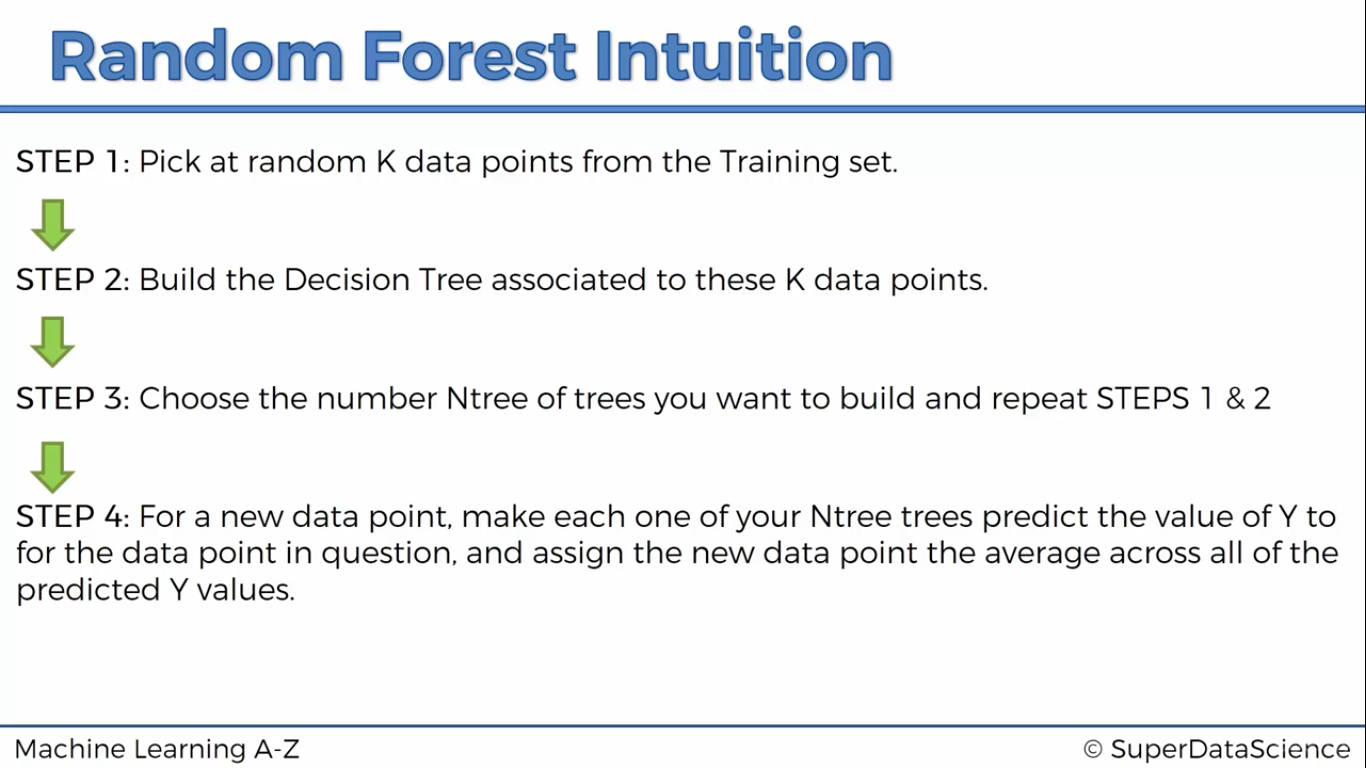 Random Forest Intuition
STEP 1: Pick at random K data points from the Training set.
STEP 2: Build the Decision Tree associated to these K data points.
STEP 3: Choose the number Ntree of trees you want to build and repeat STEPS 1 & 2
STEP 4: For a new data point, make each one of your Ntree trees predict the value of Y to
for the data point in question, and assign the new data point the average across all of the
predicted Y values.
Machine Learning A-Z
© SuperDataScience